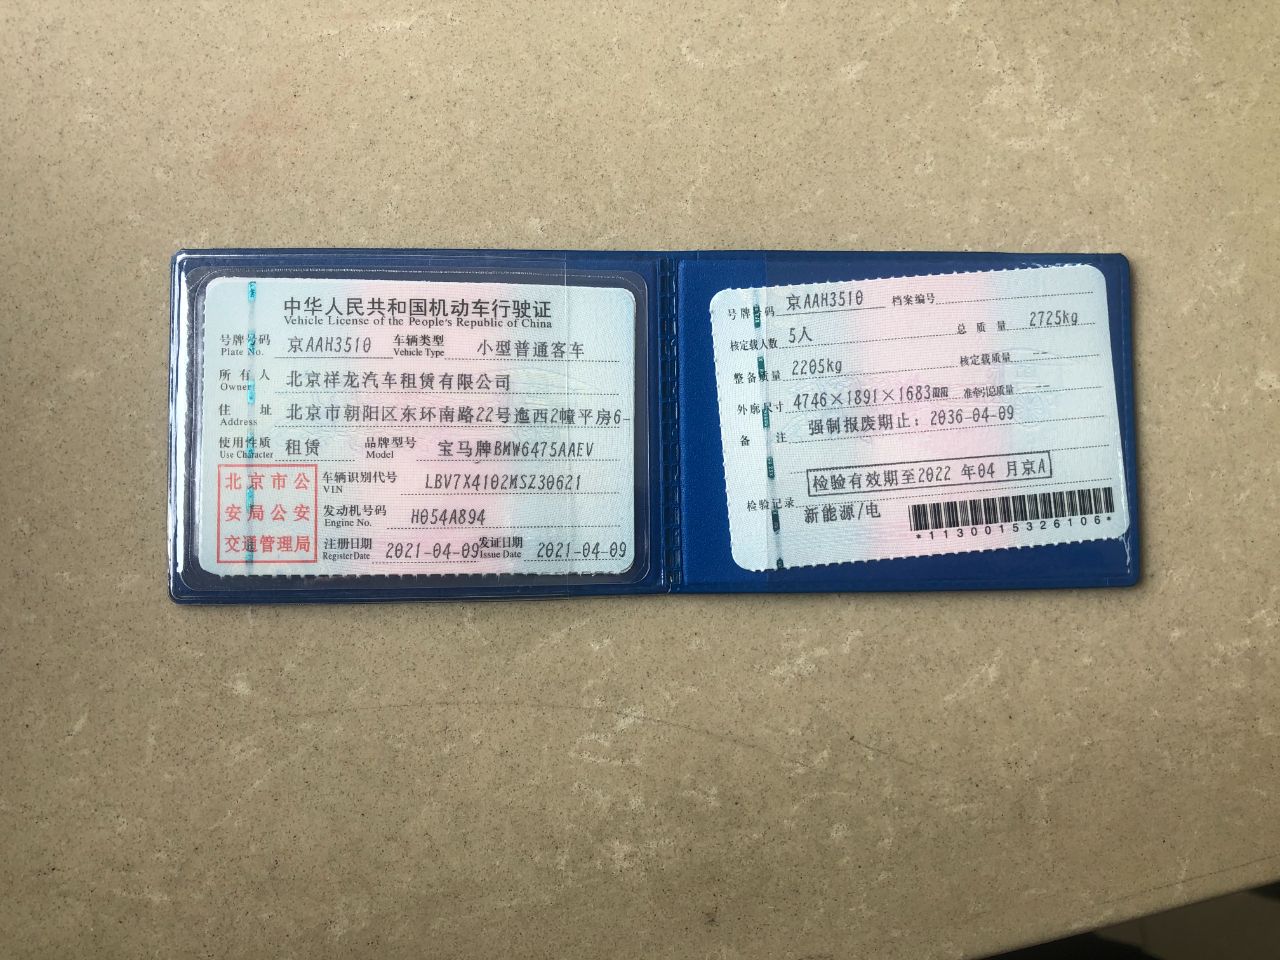 中华人民共和国机动车行驶证
Vehicle License of the People's Republic of China
号牌号码 京AAH3510 车辆类型 小型普通客车
Plate No. Vehicle Type
所有人 北京祥龙汽车租赁有限公司
Owner
住址 北京市朝阳区东环南路22号迤西2幢平房6-
Address
使用性质 租赁 品牌型号 宝马牌BMW6475AAEV
Use Character Model
北京市公
安局公安
交通管理局
车辆识别代号 LBV7X4102MSZ30621
VIN
发动机号码 H054A894
Engine No.
注册日期 2021-04-09 发证日期 2021-04-09
Register Date Issue Date
号牌号码 京AAH3510 档案编号
核定载人数 5人 总质量 2725kg
整备质量 2205kg 核定载质量 --
外廓尺寸 4746×1891×1683mm 准牵引总质量 --
备注 强制报废期止：2036-04-09
检验记录 检验有效期至2022 年04 月京A
新能源/电
*1130015326106*